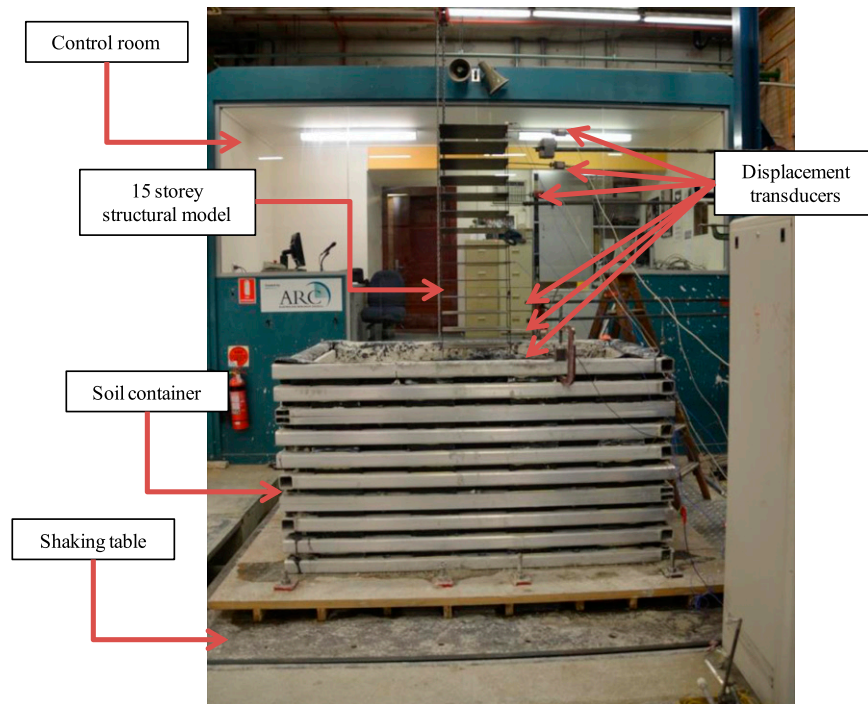 Control room
15 storey
structural model
Displacement
transducers
ARC
Soil container
Shaking table